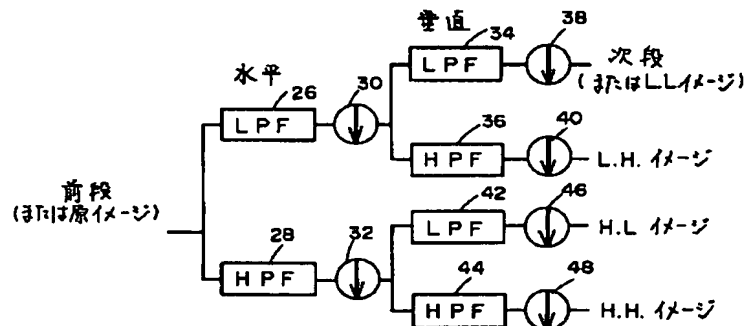 垂直
34
38
LPF
次段
(またはLLイメージ)
水平
26
30
LPF
36
40
HPF
L.H. イメージ
前段
(または原イメージ)
42
46
LPF
H.L イメージ
28
32
HPF
44
48
HPF
H.H. イメージ